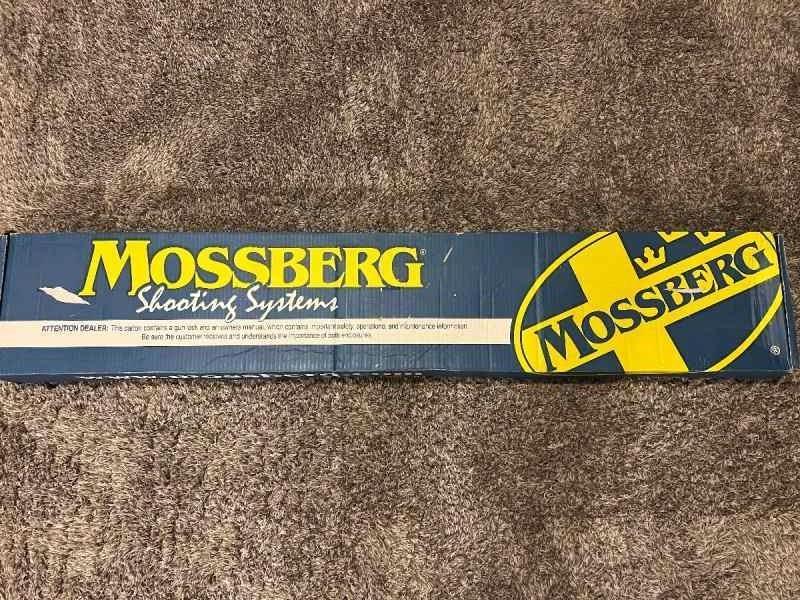 MOSSBERG®
Shooting Systems
ATTENTION DEALER: This carton contains a gun lock and an owners manual, which contains important safety, operations, and maintenance information.
Be sure the customer receives and understands the importance of both enclosures.
MOSSBERG
®